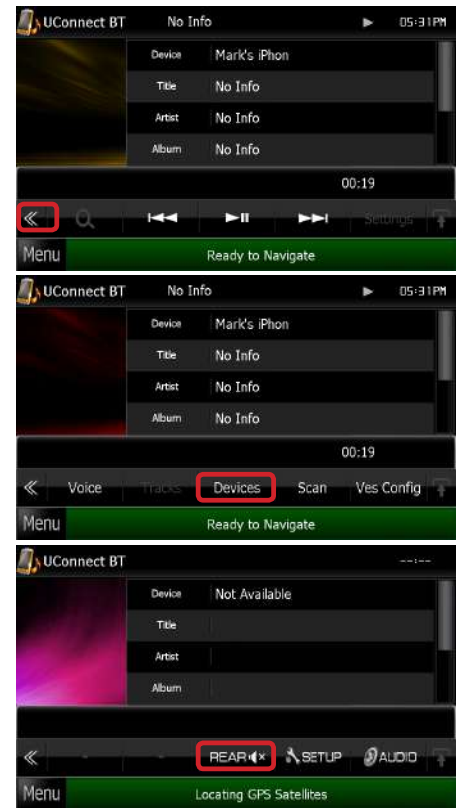 UConnect BT No Info 05:31PM
Device Mark's iPhon
Title No Info
Artist No Info
Album No Info
00:19
Settings
Menu Ready to Navigate
UConnect BT No Info 05:31PM
Device Mark's iPhon
Title No Info
Artist No Info
Album No Info
00:19
Voice Tracks Devices Scan Ves Config
Menu Ready to Navigate
UConnect BT --:--
Device Not Available
Title
Artist
Album
- - REAR SETUP AUDIO
Menu Locating GPS Satellites